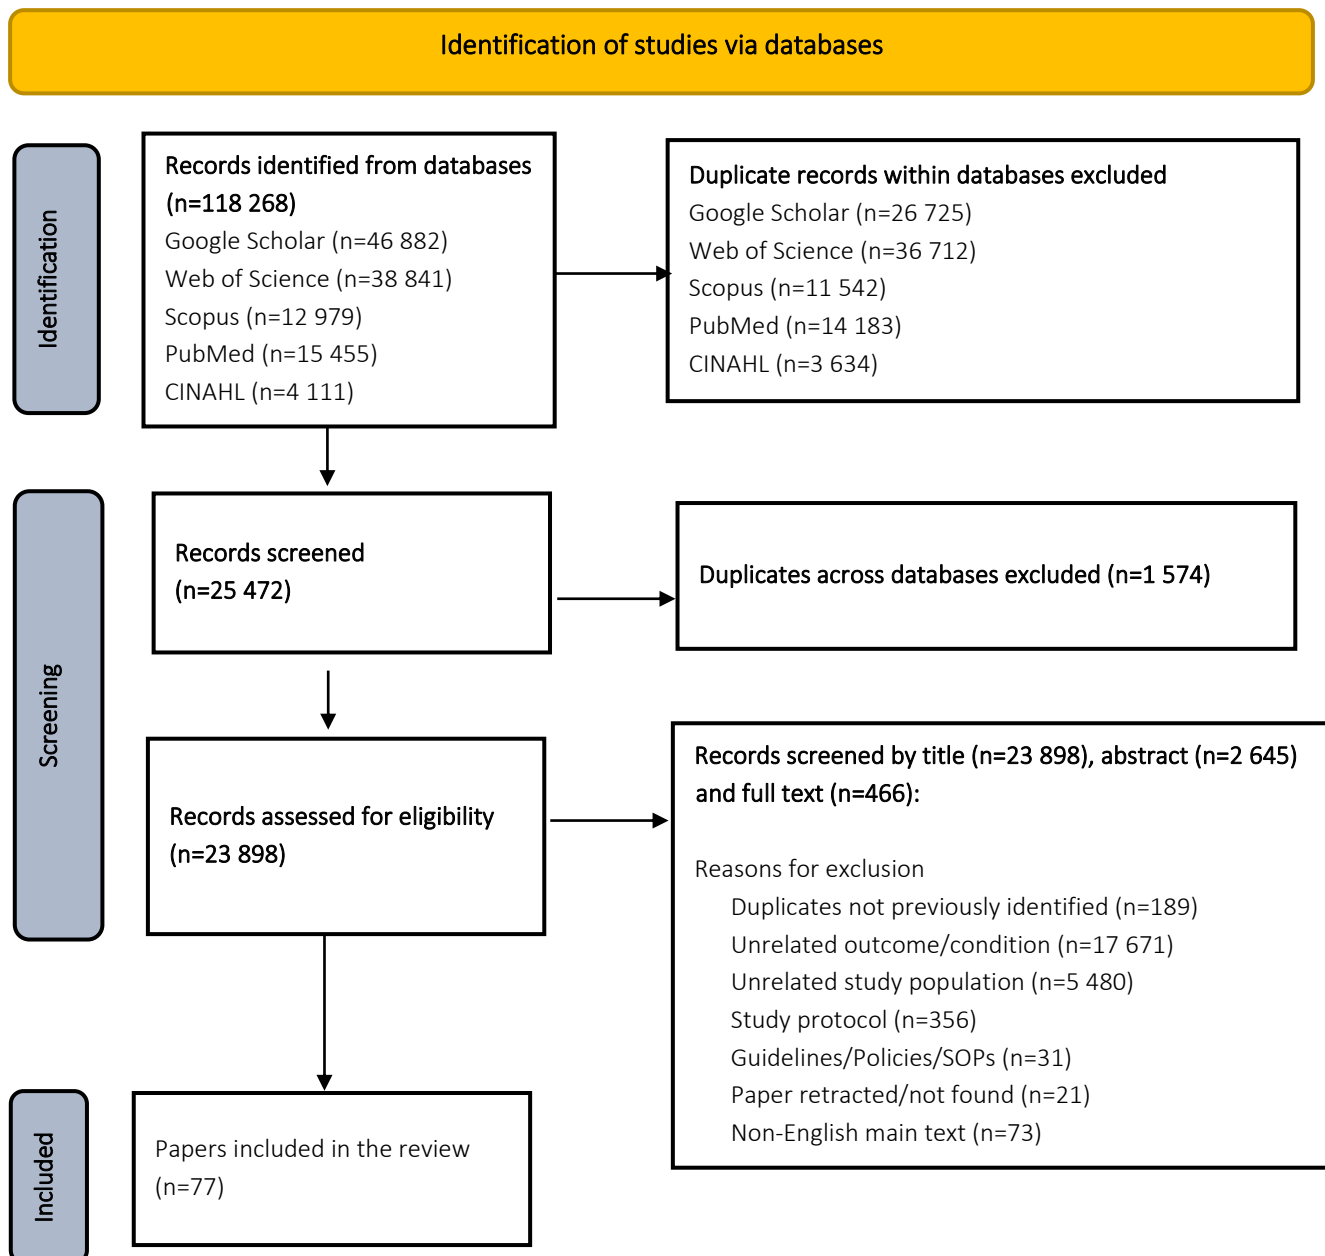 Identification of studies via databases
Identification
Records identified from databases
(n=118 268)
Google Scholar (n=46 882)
Web of Science (n=38 841)
Scopus (n=12 979)
PubMed (n=15 455)
CINAHL (n=4 111)
Duplicate records within databases excluded
Google Scholar (n=26 725)
Web of Science (n=36 712)
Scopus (n=11 542)
PubMed (n=14 183)
CINAHL (n=3 634)
Screening
Records screened
(n=25 472)
Duplicates across databases excluded (n=1 574)
Records assessed for eligibility
(n=23 898)
Records screened by title (n=23 898), abstract (n=2 645)
and full text (n=466):
Reasons for exclusion
Duplicates not previously identified (n=189)
Unrelated outcome/condition (n=17 671)
Unrelated study population (n=5 480)
Study protocol (n=356)
Guidelines/Policies/SOPs (n=31)
Paper retracted/not found (n=21)
Non-English main text (n=73)
Included
Papers included in the review
(n=77)